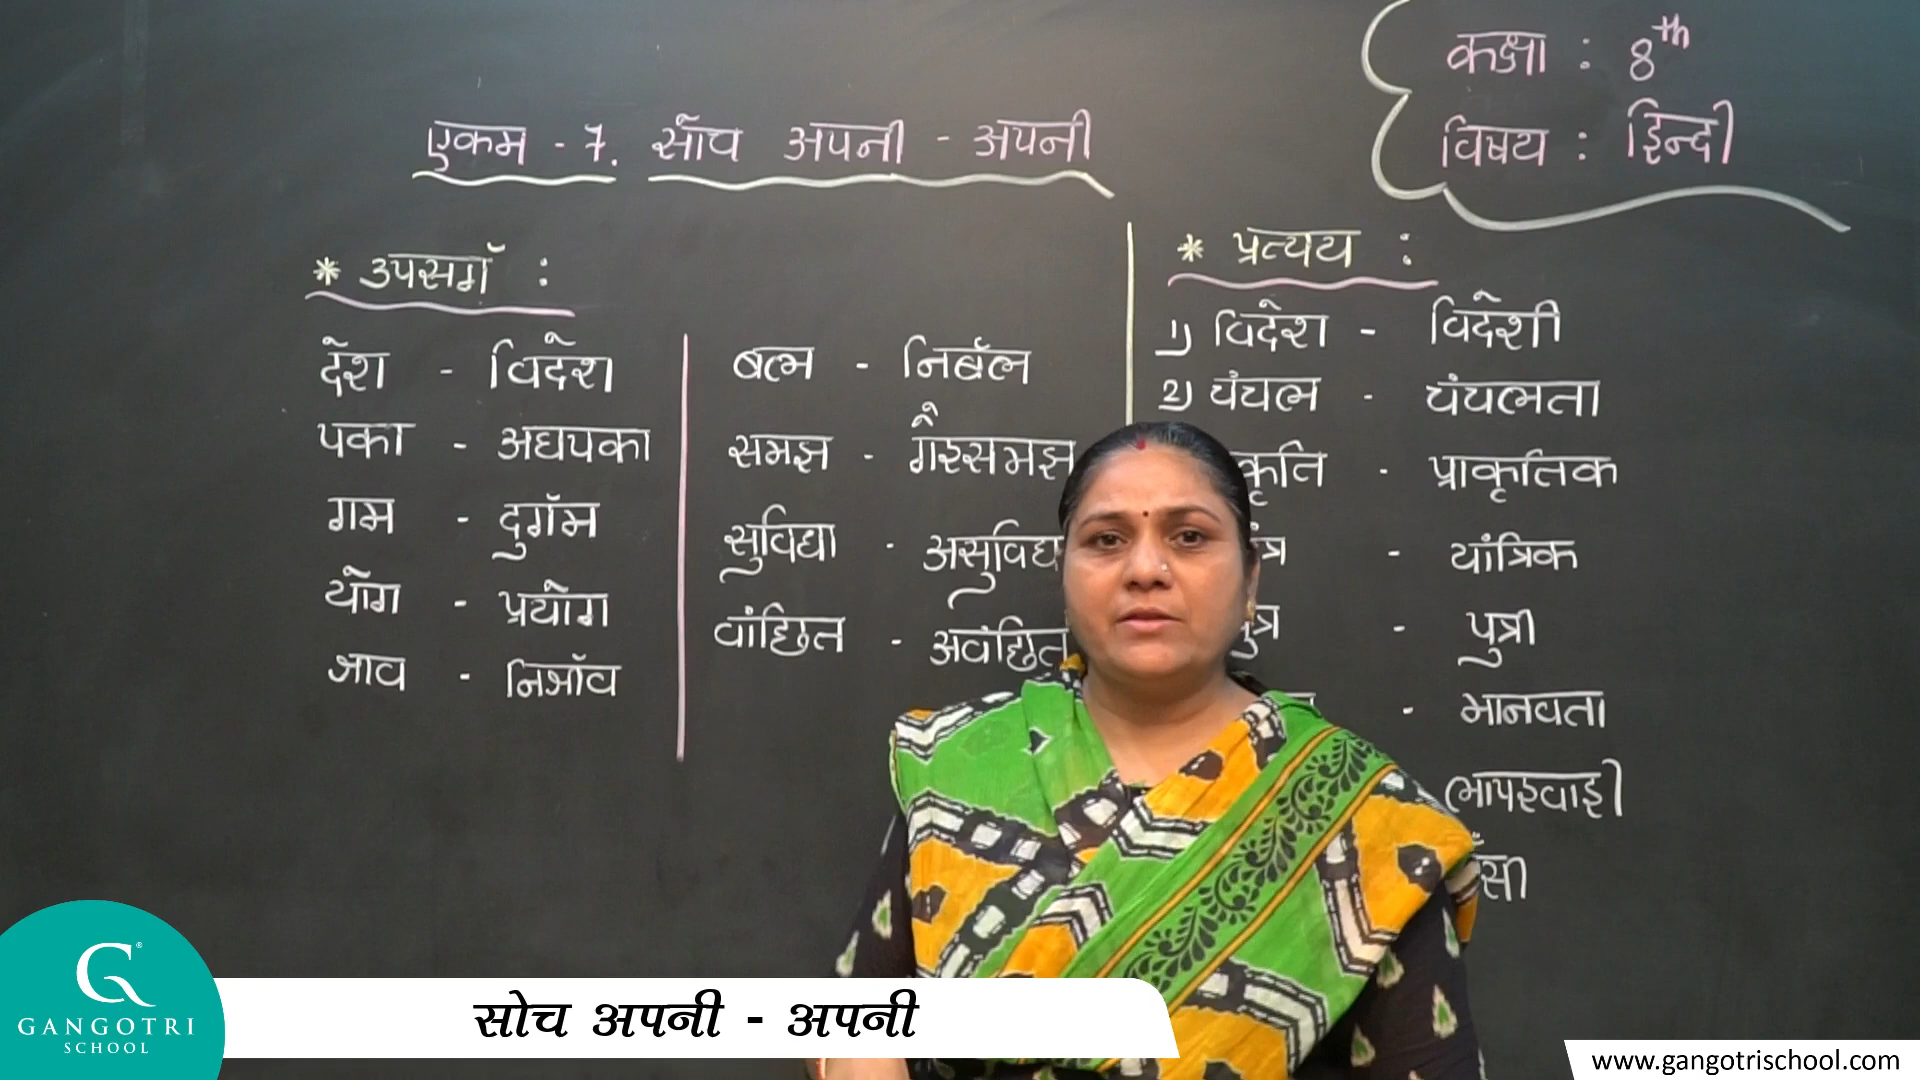 कक्षा : 8th
विषय : हिन्दी
एकम - 7. सोच अपनी - अपनी
* उपसर्ग :
देश - विदेश
पका - अधपका
गम - दुर्गम
योग - प्रयोग
भाव - निर्भाव
बल - निर्बल
समझ - गैरसमझ
सुविधा - असुविधा
वांछित - अवंछित
* प्रत्यय :
1) विदेश - विदेशी
2) चंचल - चंचलता
कृति - प्राकृतिक
- यांत्रिक
- पुत्री
- मानवता
लापरवाही
GANGOTRI
SCHOOL
सोच अपनी - अपनी
www.gangotrischool.com